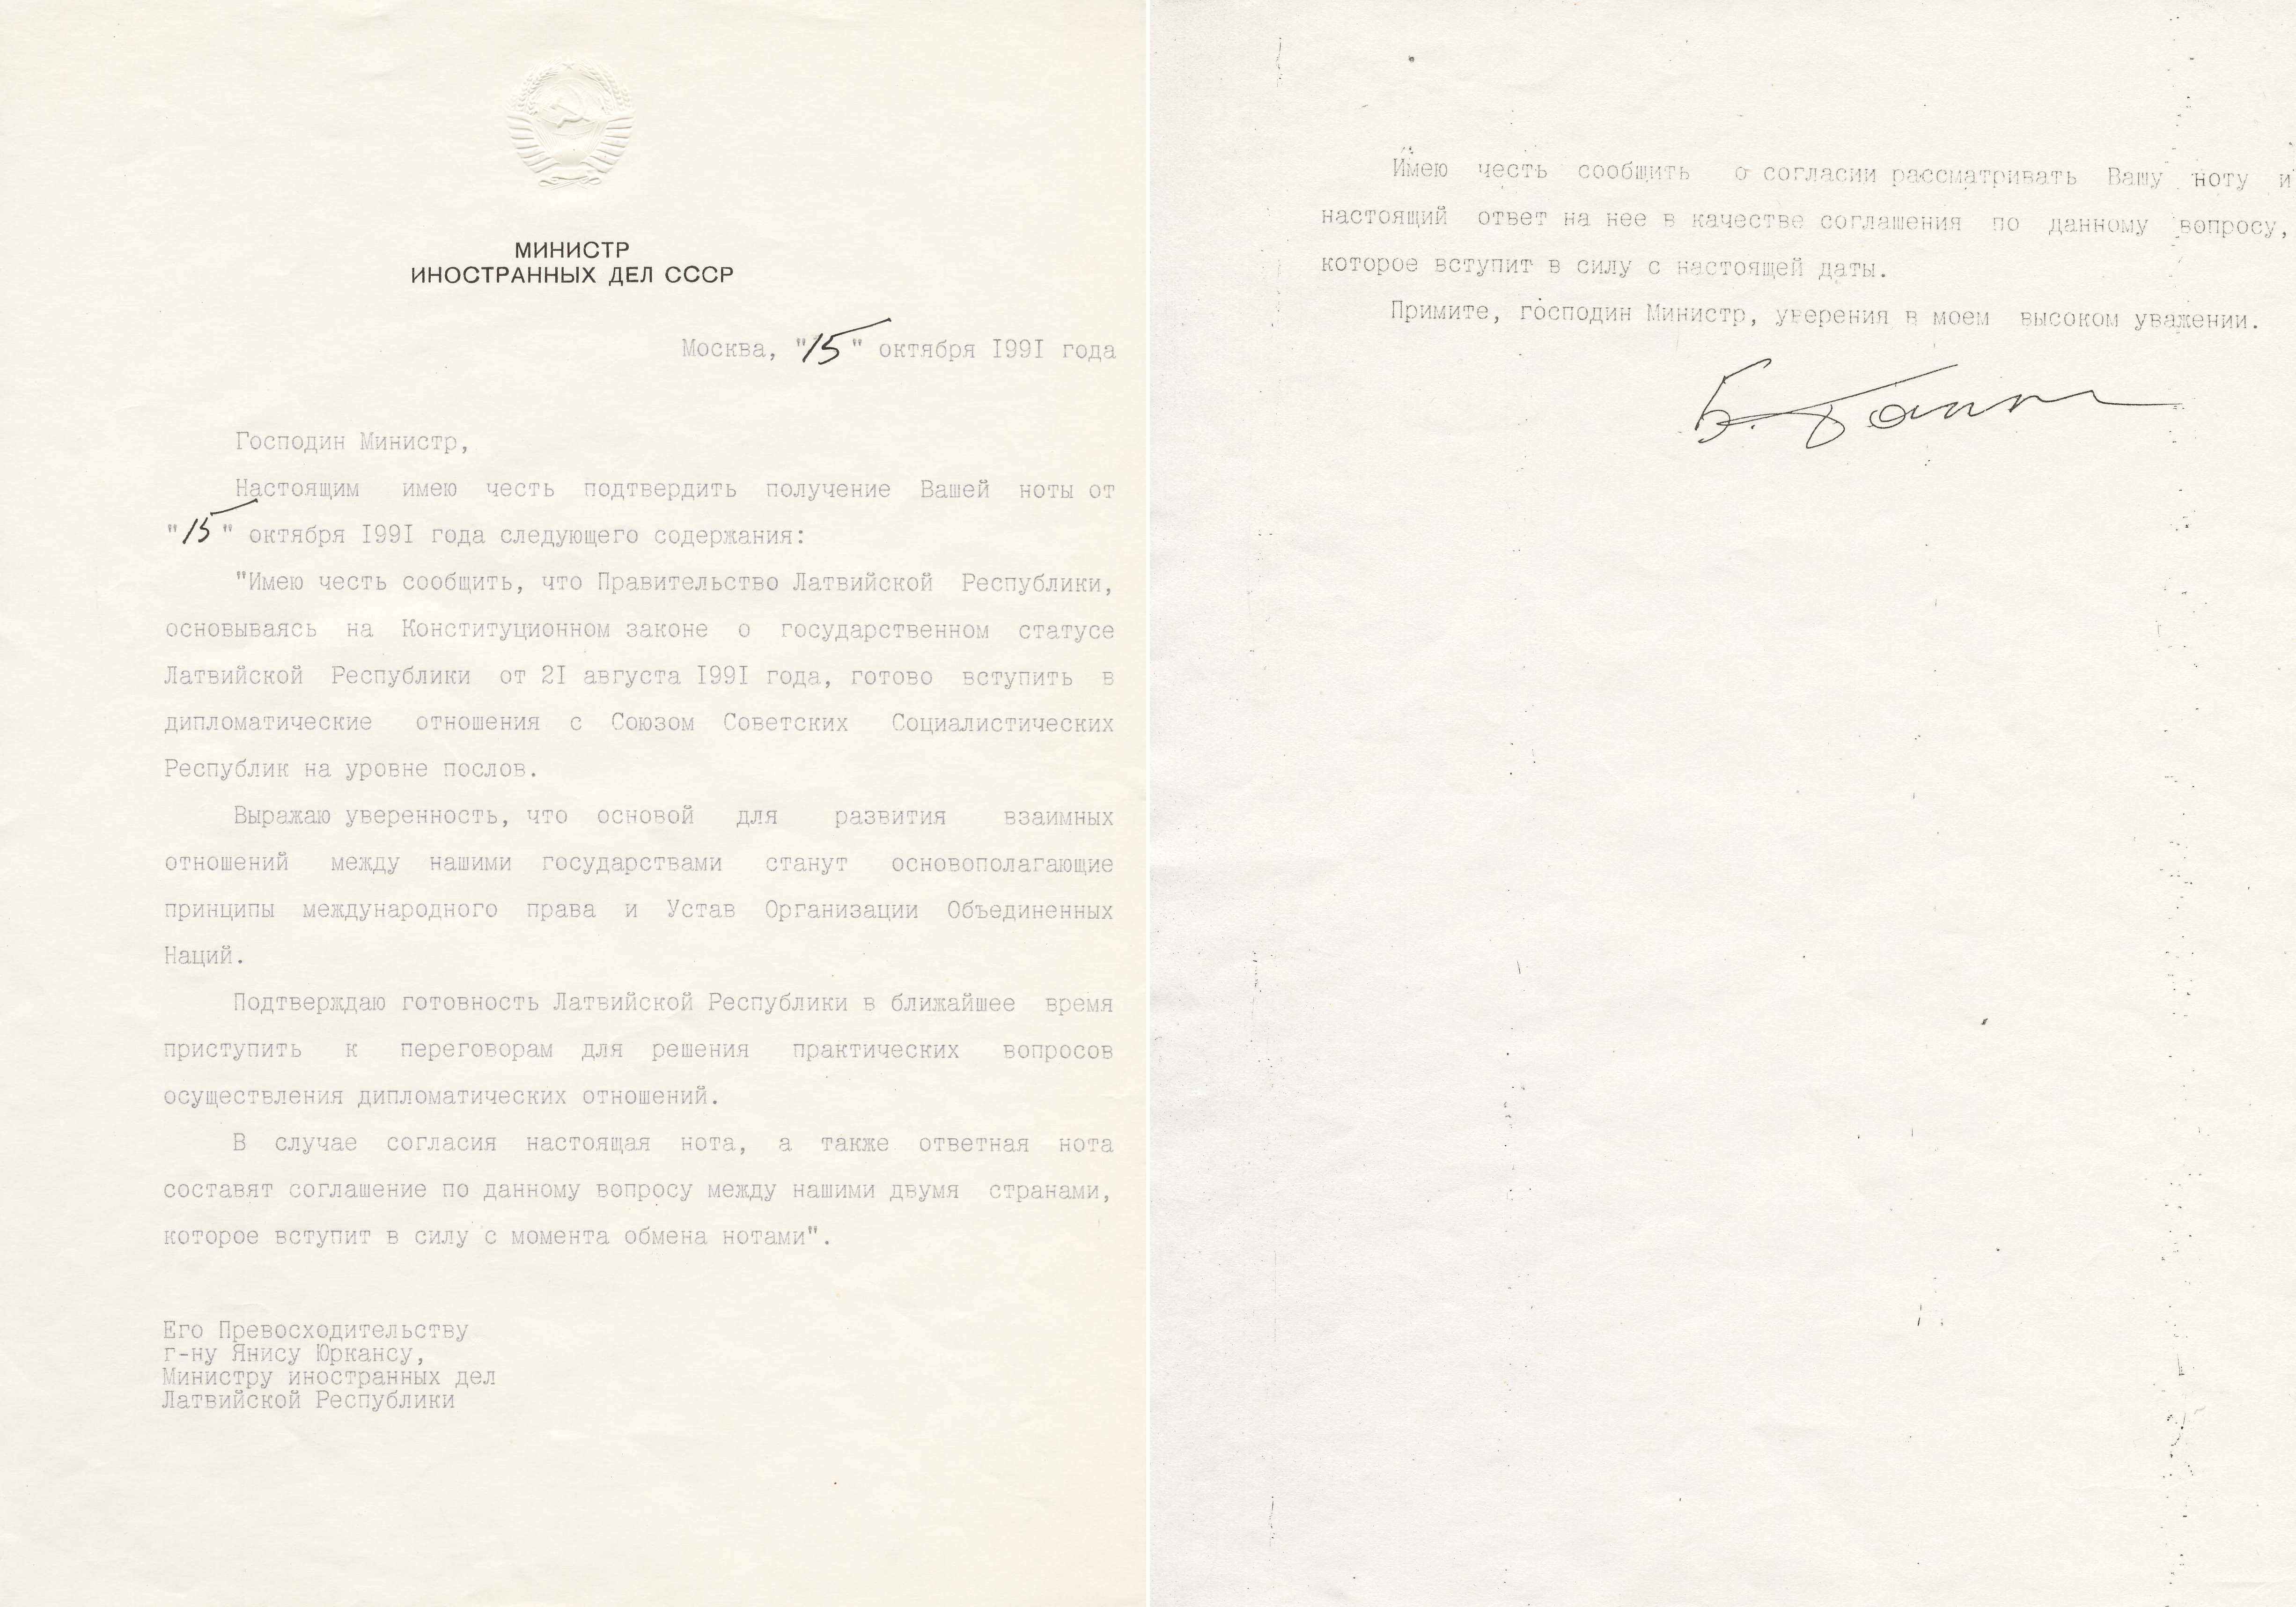 МИНИСТР
ИНОСТРАННЫХ ДЕЛ СССР
Москва, "15" октября I99I года
Господин Министр,
Настоящим имею честь подтвердить получение Вашей ноты от
"15" октября I99I года следующего содержания:
"Имею честь сообщить, что Правительство Латвийской Республики,
основываясь на Конституционном законе о государственном статусе
Латвийской Республики от 2I августа I99I года, готово вступить в
дипломатические отношения с Союзом Советских Социалистических
Республик на уровне послов.
Выражаю уверенность, что основой для развития взаимных
отношений между нашими государствами станут основополагающие
принципы международного права и Устав Организации Объединенных
Наций.
Подтверждаю готовность Латвийской Республики в ближайшее время
приступить к переговорам для решения практических вопросов
осуществления дипломатических отношений.
В случае согласия настоящая нота, а также ответная нота
составят соглашение по данному вопросу между нашими двумя странами,
которое вступит в силу с момента обмена нотами".
Его Превосходительству
г-ну Янису Юркансу,
Министру иностранных дел
Латвийской Республики
Имею честь сообщить о согласии рассматривать Вашу ноту и
настоящий ответ на нее в качестве соглашения по данному вопросу,
которое вступит в силу с настоящей даты.
Примите, господин Министр, уверения в моем высоком уважении.